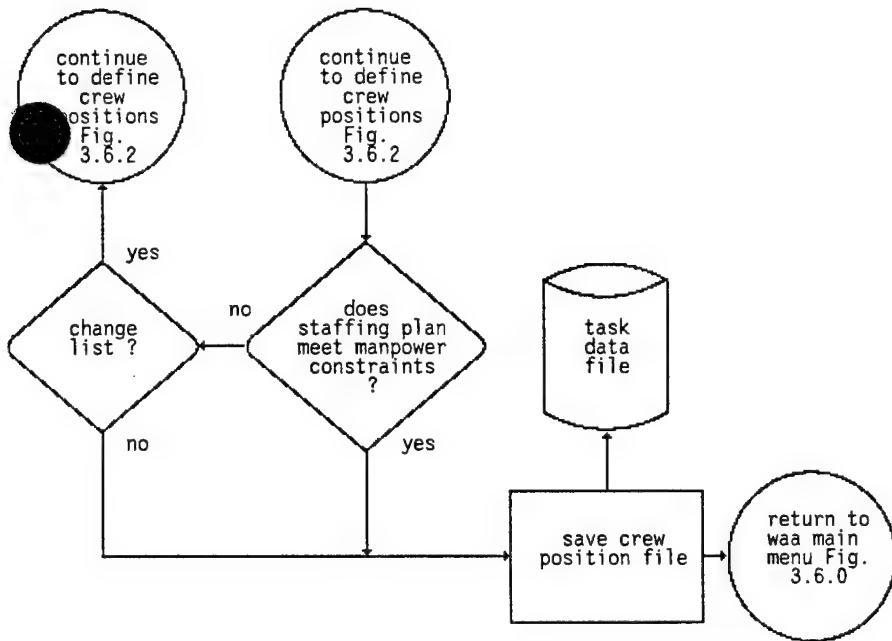 continue
to define
crew
positions
Fig.
3.6.2
continue
to define
crew
positions
Fig.
3.6.2
yes
no
change
list ?
does
staffing plan
meet manpower
constraints
?
task
data
file
no
yes
save crew
position file
return to
waa main
menu Fig.
3.6.0